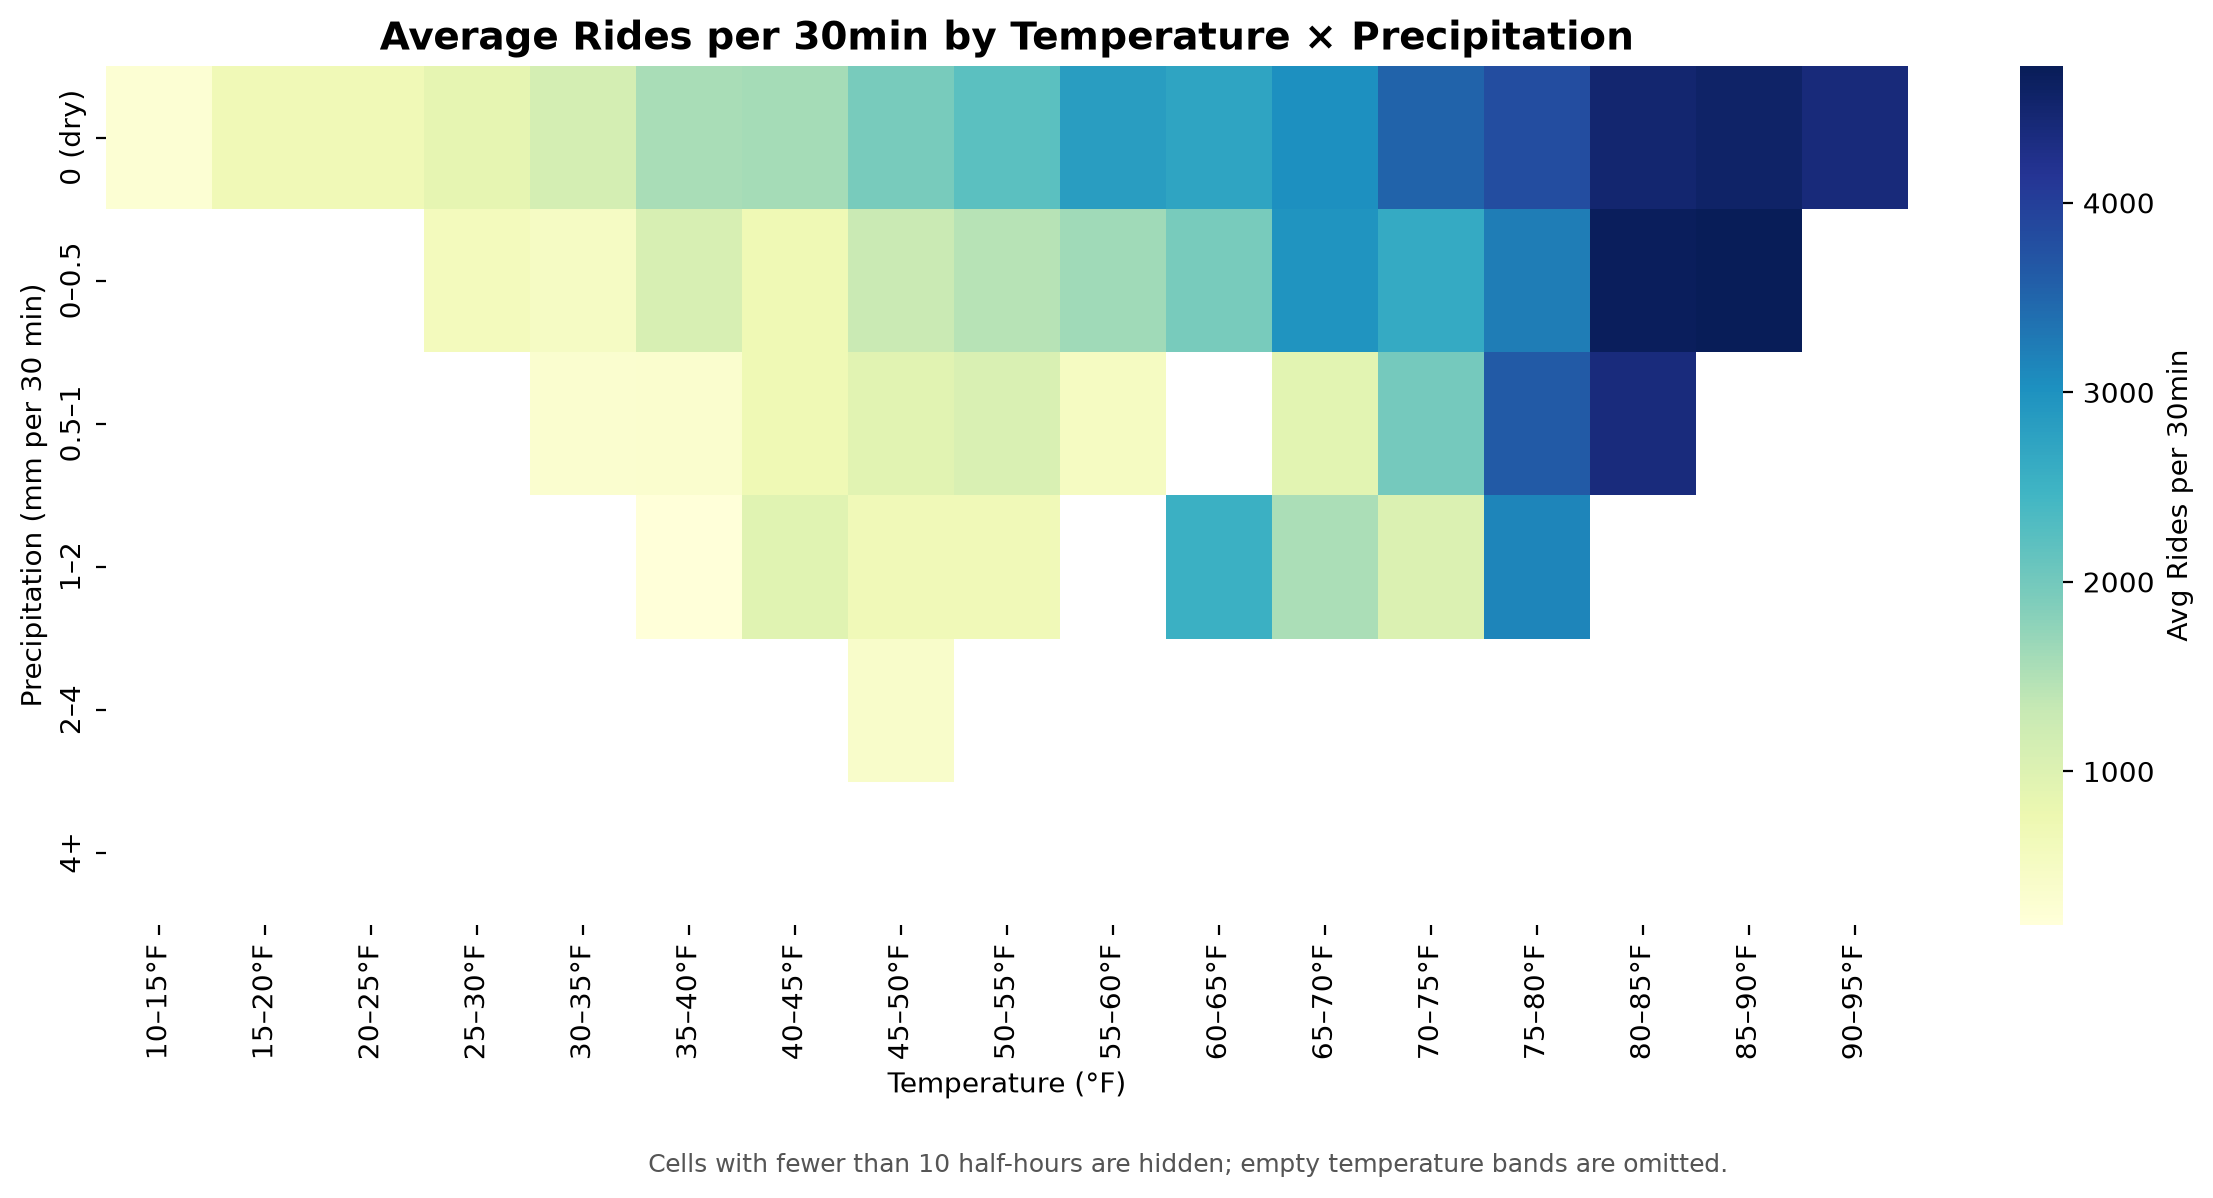 Average Rides per 30min by Temperature × Precipitation
Precipitation (mm per 30 min)
0 (dry)
0–0.5
0.5–1
1–2
2–4
4+
10–15°F
15–20°F
20–25°F
25–30°F
30–35°F
35–40°F
40–45°F
45–50°F
50–55°F
55–60°F
60–65°F
65–70°F
70–75°F
75–80°F
80–85°F
85–90°F
90–95°F
Temperature (°F)
4000
3000
2000
1000
Avg Rides per 30min
Cells with fewer than 10 half-hours are hidden; empty temperature bands are omitted.